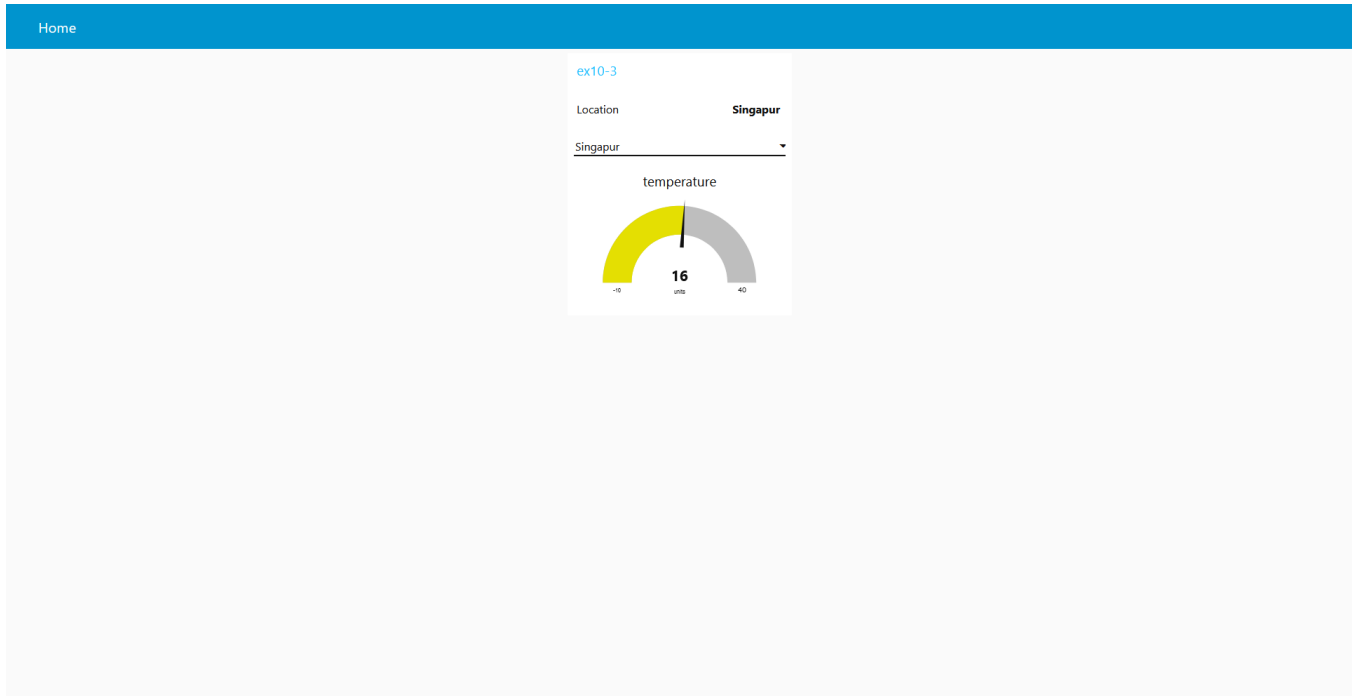 Home
ex10-3
Location Singapur
Singapur
temperature
16
-10 units 40